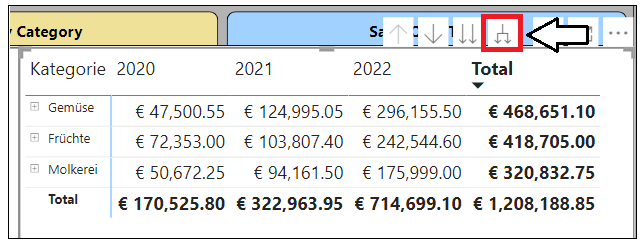 y Category
Sa
Kategorie 2020 2021 2022 Total
Gemüse € 47,500.55 € 124,995.05 € 296,155.50 € 468,651.10
Früchte € 72,353.00 € 103,807.40 € 242,544.60 € 418,705.00
Molkerei € 50,672.25 € 94,161.50 € 175,999.00 € 320,832.75
Total € 170,525.80 € 322,963.95 € 714,699.10 € 1,208,188.85